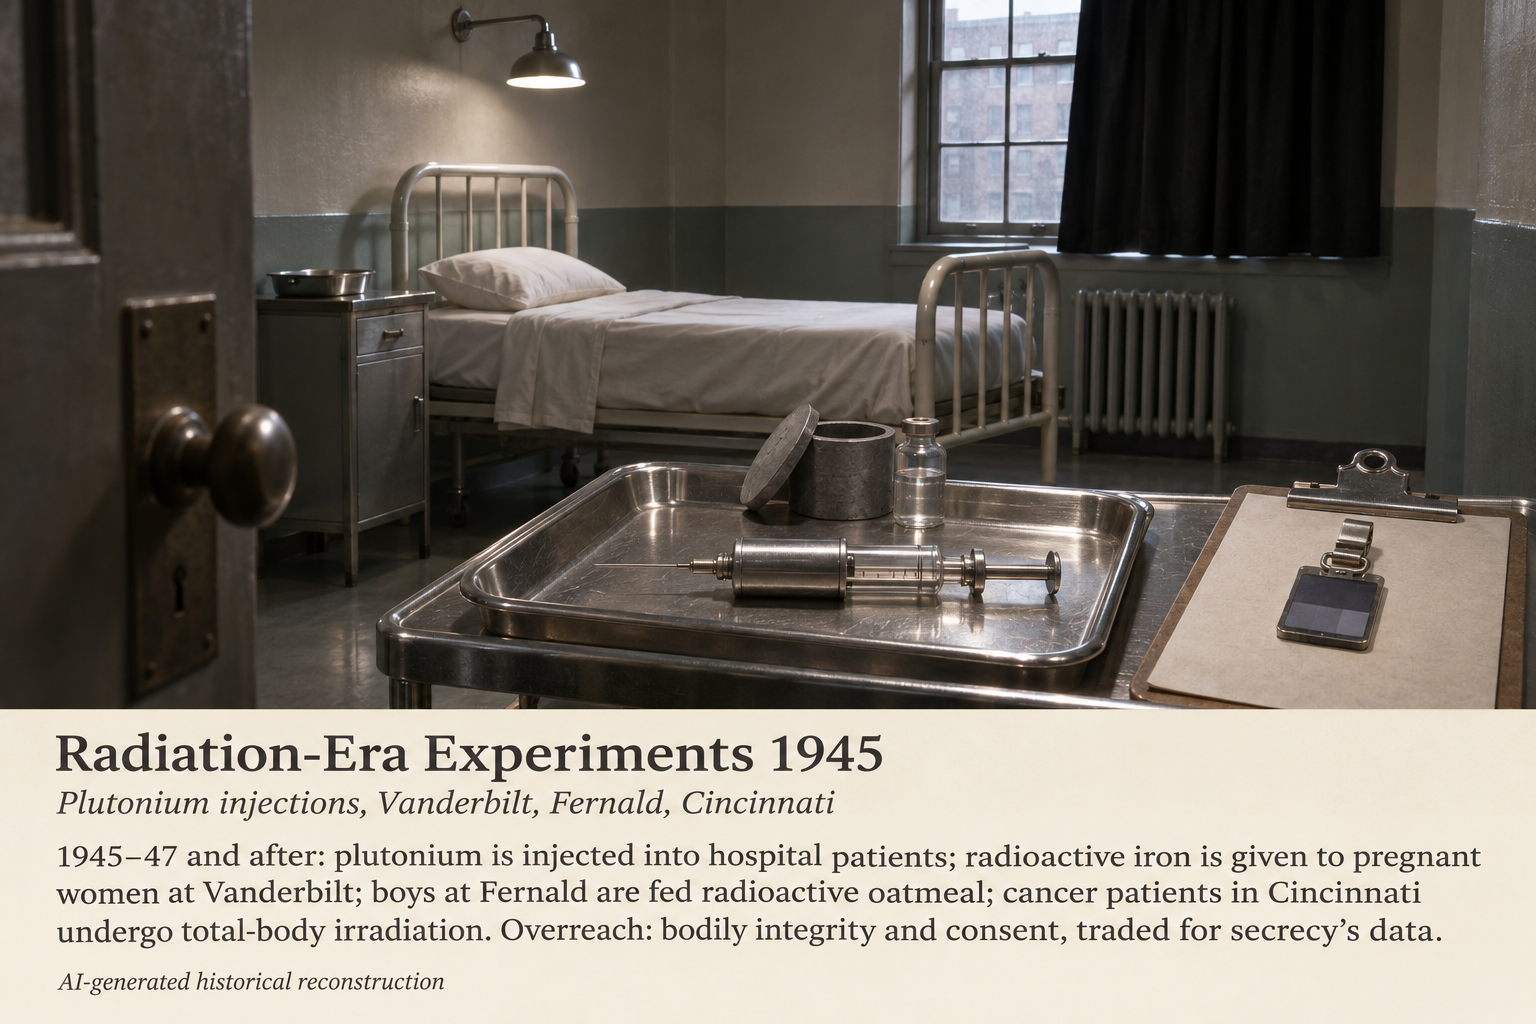 Radiation-Era Experiments 1945
Plutonium injections, Vanderbilt, Fernald, Cincinnati
1945–47 and after: plutonium is injected into hospital patients; radioactive iron is given to pregnant
women at Vanderbilt; boys at Fernald are fed radioactive oatmeal; cancer patients in Cincinnati
undergo total-body irradiation. Overreach: bodily integrity and consent, traded for secrecy’s data.
AI-generated historical reconstruction